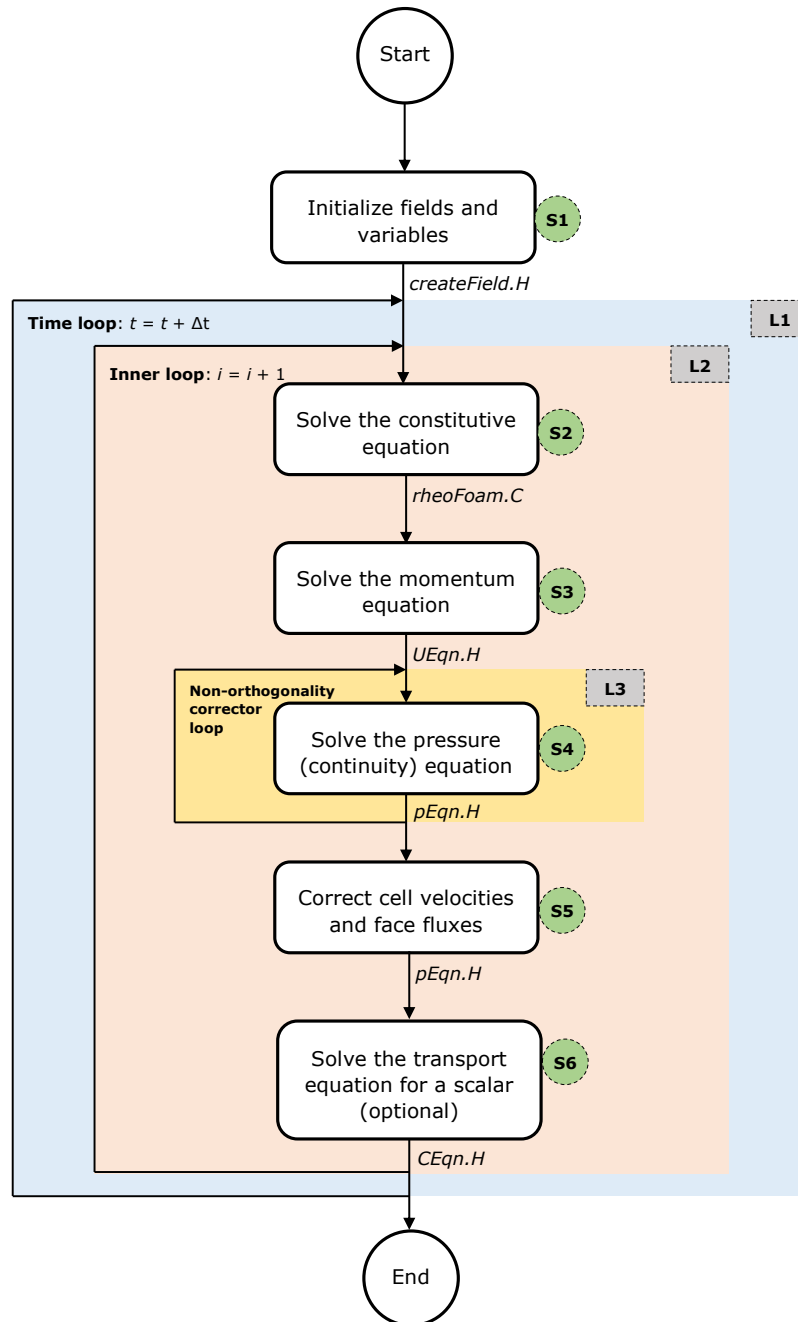 Start
Initialize fields and
variables
S1
createField.H
Time loop: t = t + Δt
L1
Inner loop: i = i + 1
L2
Solve the constitutive
equation
S2
rheoFoam.C
Solve the momentum
equation
S3
UEqn.H
Non-orthogonality
corrector
loop
L3
Solve the pressure
(continuity) equation
S4
pEqn.H
Correct cell velocities
and face fluxes
S5
pEqn.H
Solve the transport
equation for a scalar
(optional)
S6
CEqn.H
End